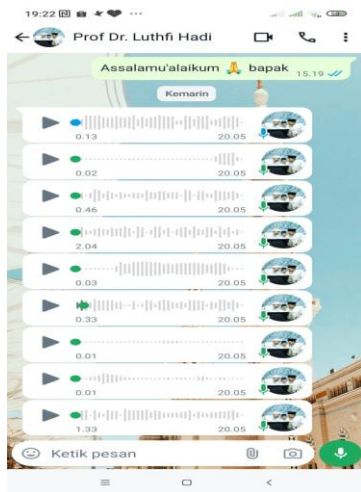 19:22
Prof Dr. Luthfi Hadi
Assalamu'alaikum 🙏 bapak 15.19
Kemarin
0.13 20.05
0.02 20.05
0.46 20.05
2.04 20.05
0.03 20.05
0.33 20.05
0.01 20.05
0.01 20.05
1.33 20.05
Ketik pesan